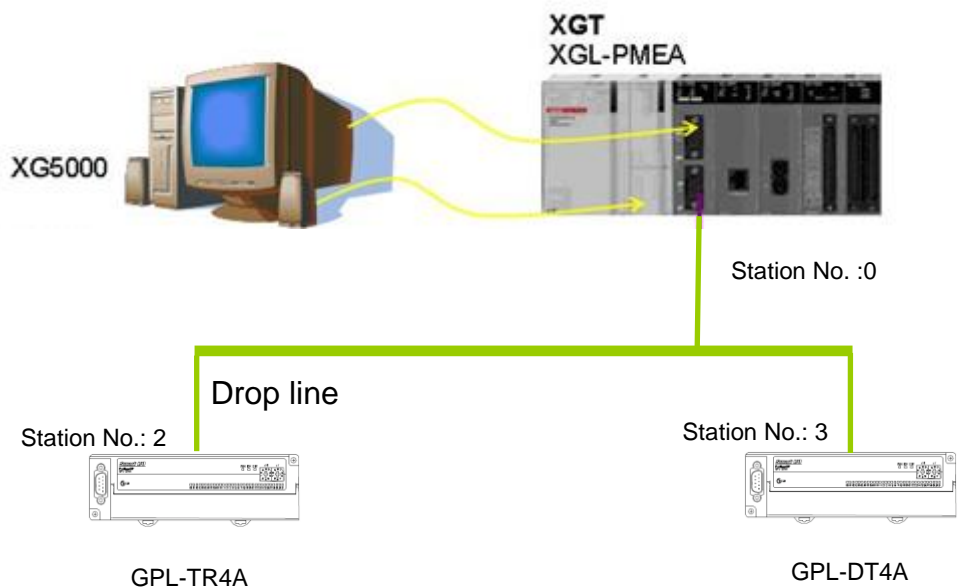 XGT
XGL-PMEA
XG5000
Station No. :0
Drop line
Station No.: 2
Station No.: 3
GPL-TR4A
GPL-DT4A